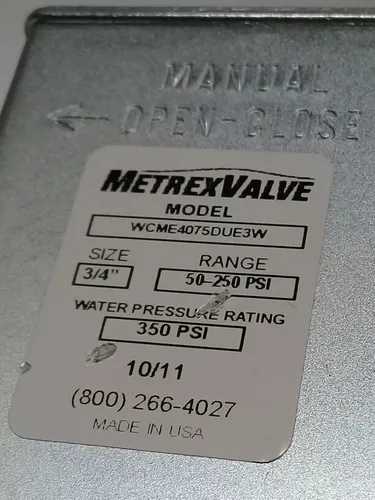 MANUAL
← OPEN-CLOSE
METREXVALVE
MODEL
WCME4075DUE3W
SIZE RANGE
3/4" 50–250 PSI
WATER PRESSURE RATING
350 PSI
10/11
(800) 266-4027
MADE IN USA